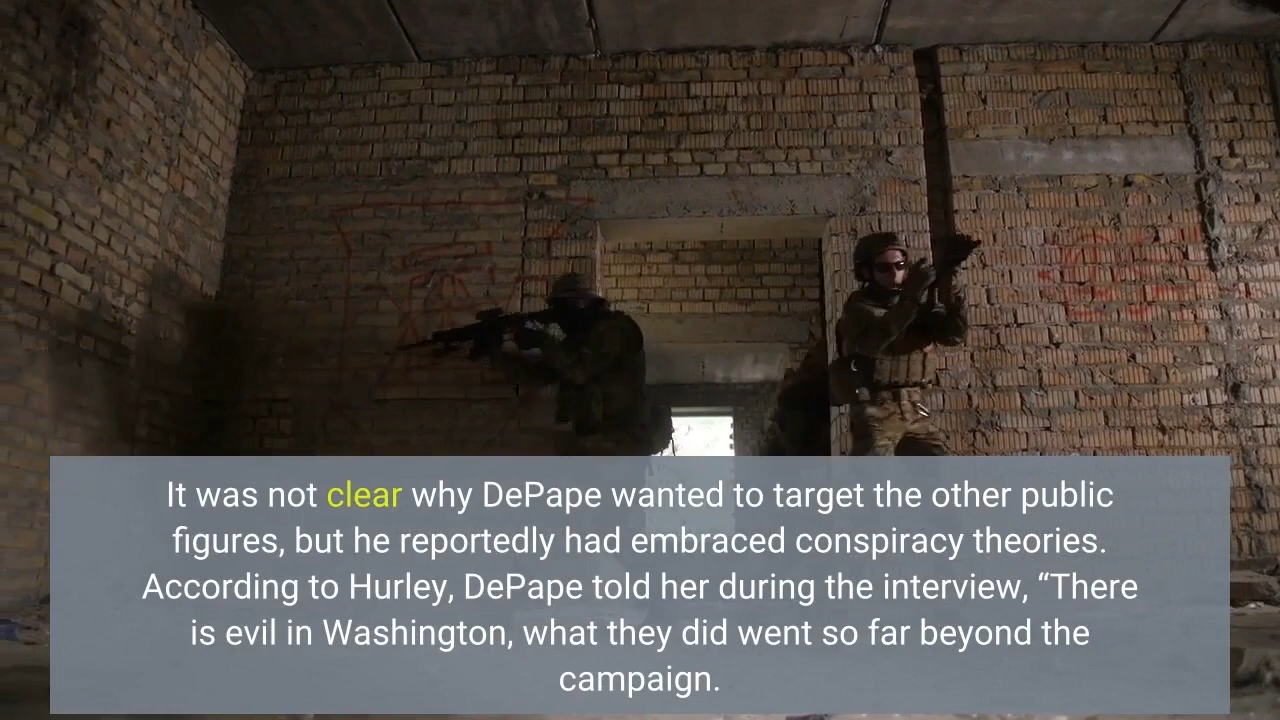 It was not clear why DePape wanted to target the other public
figures, but he reportedly had embraced conspiracy theories.
According to Hurley, DePape told her during the interview, “There
is evil in Washington, what they did went so far beyond the
campaign.